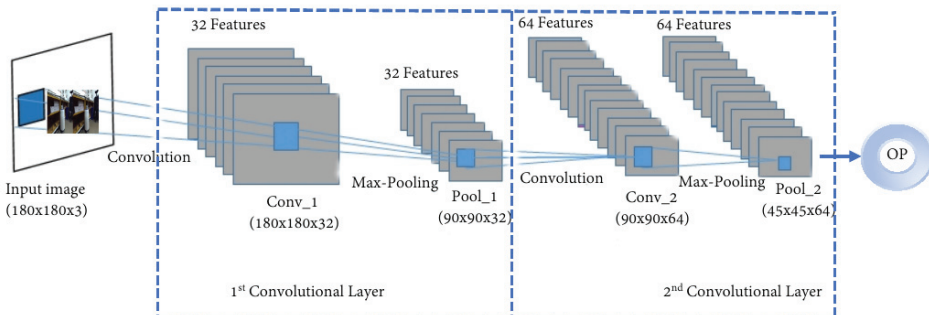 32 Features
32 Features
64 Features
64 Features
Convolution
Input image
(180x180x3)
Conv_1
(180x180x32)
Max-Pooling
Pool_1
(90x90x32)
Convolution
Conv_2
(90x90x64)
Max-Pooling
Pool_2
(45x45x64)
OP
1st Convolutional Layer
2nd Convolutional Layer